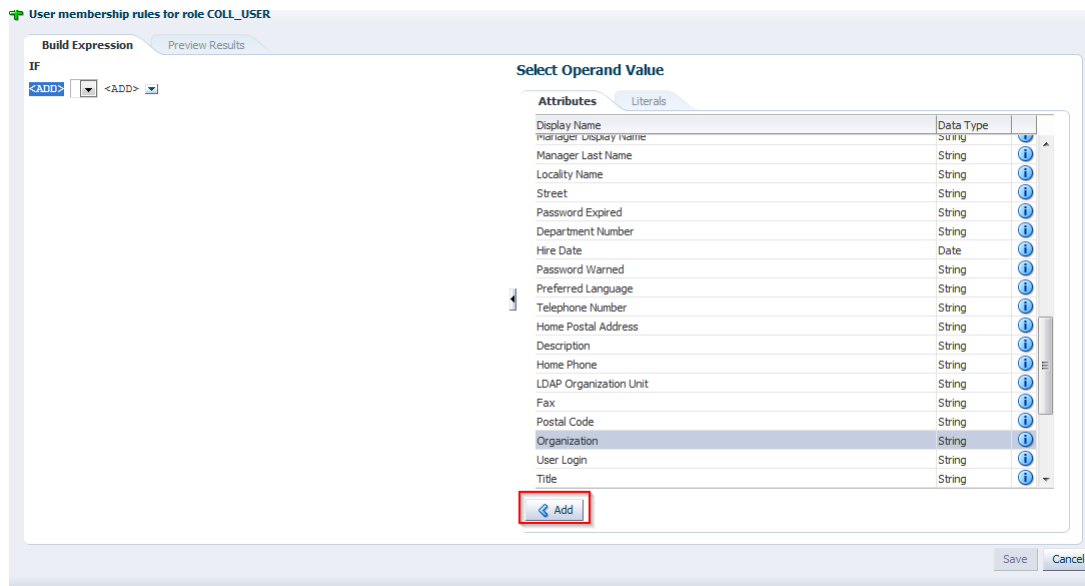 User membership rules for role COLL_USER
Build Expression Preview Results
IF
<ADD> <ADD>
Select Operand Value
Attributes Literals
Display Name Data Type
Manager Display Name String
Manager Last Name String
Locality Name String
Street String
Password Expired String
Department Number String
Hire Date Date
Password Warned String
Preferred Language String
Telephone Number String
Home Postal Address String
Description String
Home Phone String
LDAP Organization Unit String
Fax String
Postal Code String
Organization String
User Login String
Title String
Add
Save Cancel